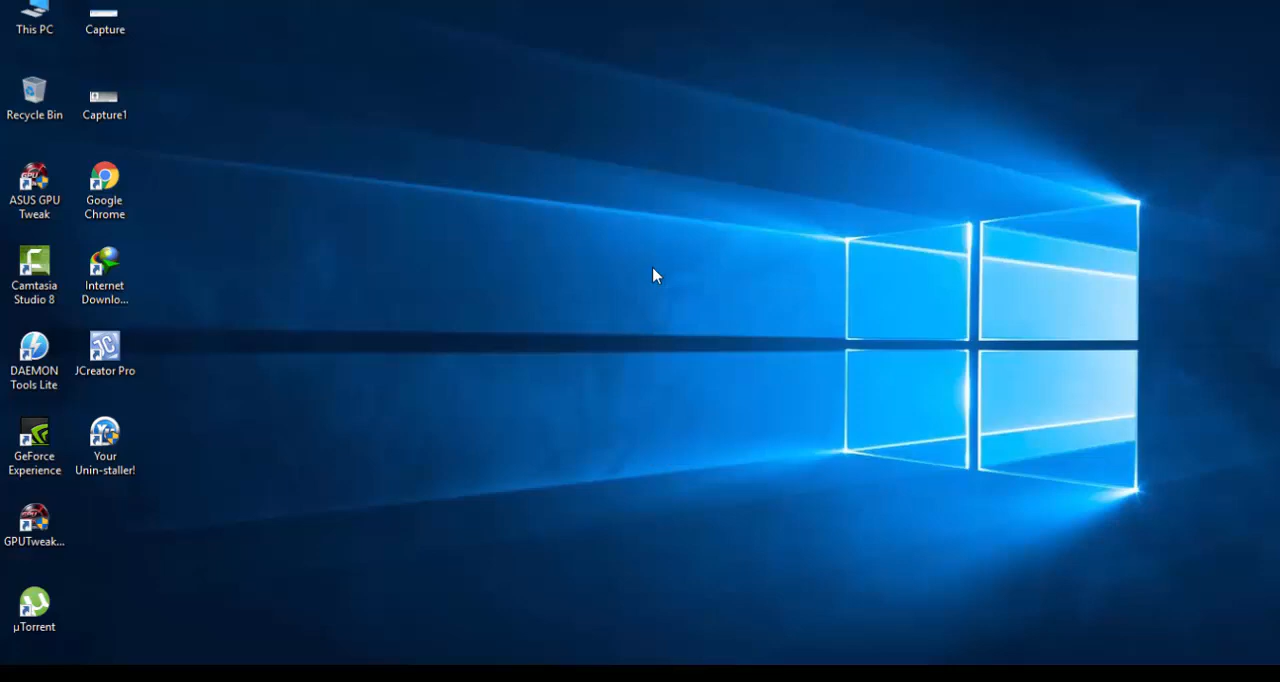 This PC
Capture
Recycle Bin
Capture1
ASUS GPU
Tweak
Google
Chrome
Camtasia
Studio 8
Internet
Downlo...
DAEMON
Tools Lite
JCreator Pro
GeForce
Experience
Your
Unin-staller!
GPUTweak...
µTorrent